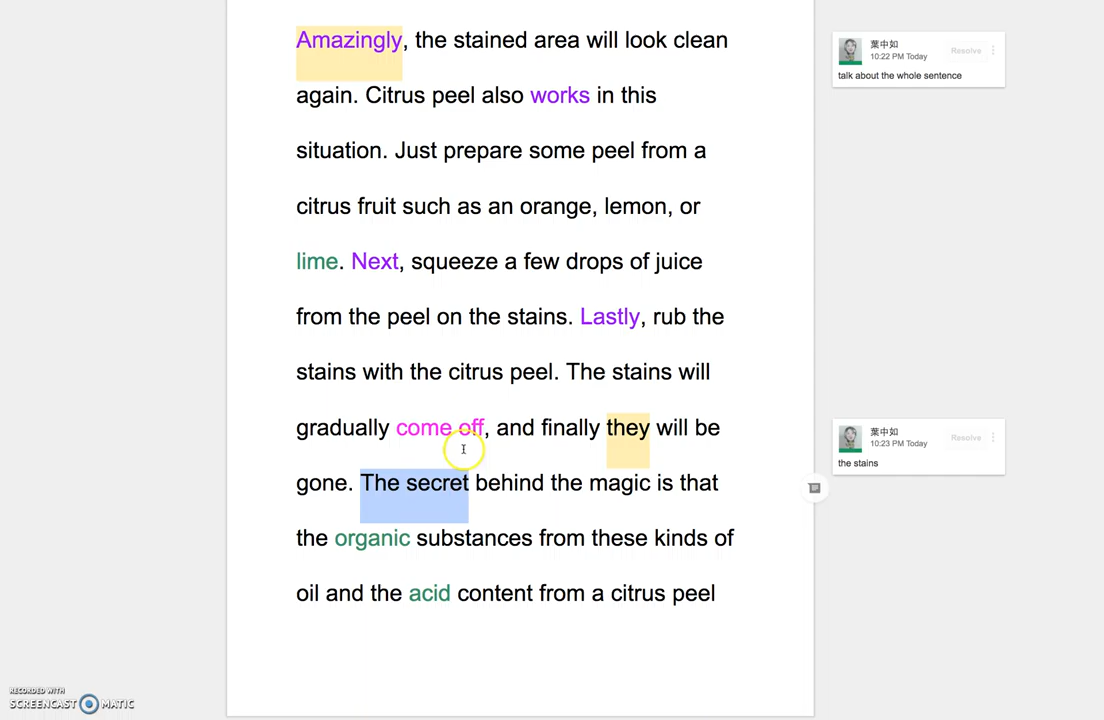 Amazingly, the stained area will look clean
again. Citrus peel also works in this
situation. Just prepare some peel from a
citrus fruit such as an orange, lemon, or
lime. Next, squeeze a few drops of juice
from the peel on the stains. Lastly, rub the
stains with the citrus peel. The stains will
gradually come off, and finally they will be
gone. The secret behind the magic is that
the organic substances from these kinds of
oil and the acid content from a citrus peel
葉中如
10:22 PM Today
Resolve
talk about the whole sentence
葉中如
10:23 PM Today
Resolve
the stains
RECORDED WITH
SCREENCAST MATIC